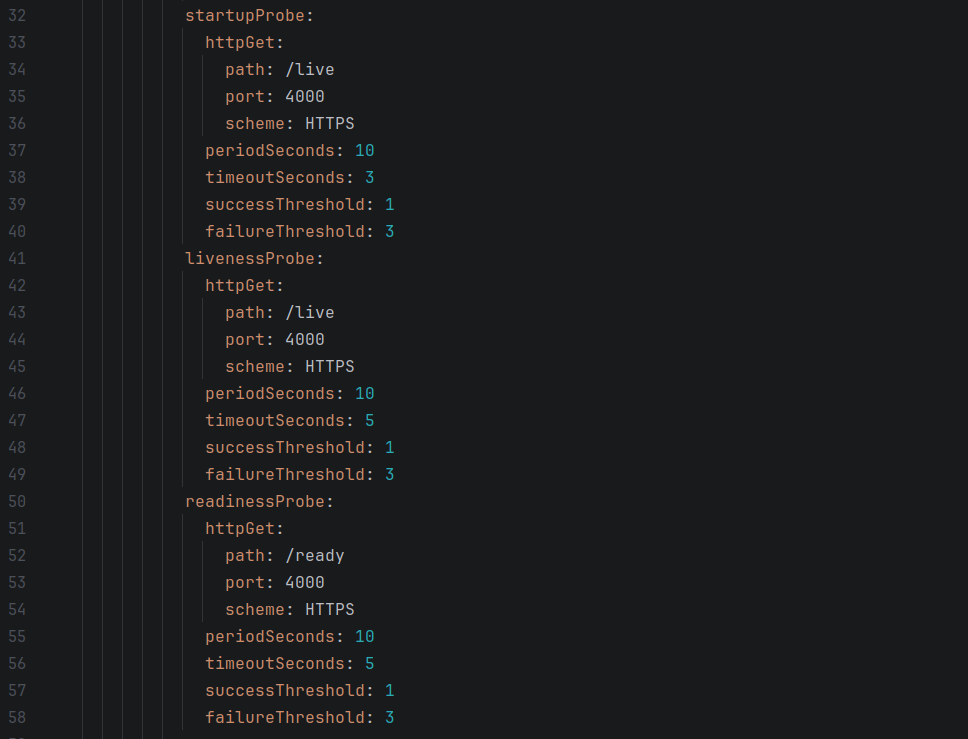 32 startupProbe:
33 httpGet:
34 path: /live
35 port: 4000
36 scheme: HTTPS
37 periodSeconds: 10
38 timeoutSeconds: 3
39 successThreshold: 1
40 failureThreshold: 3
41 livenessProbe:
42 httpGet:
43 path: /live
44 port: 4000
45 scheme: HTTPS
46 periodSeconds: 10
47 timeoutSeconds: 5
48 successThreshold: 1
49 failureThreshold: 3
50 readinessProbe:
51 httpGet:
52 path: /ready
53 port: 4000
54 scheme: HTTPS
55 periodSeconds: 10
56 timeoutSeconds: 5
57 successThreshold: 1
58 failureThreshold: 3